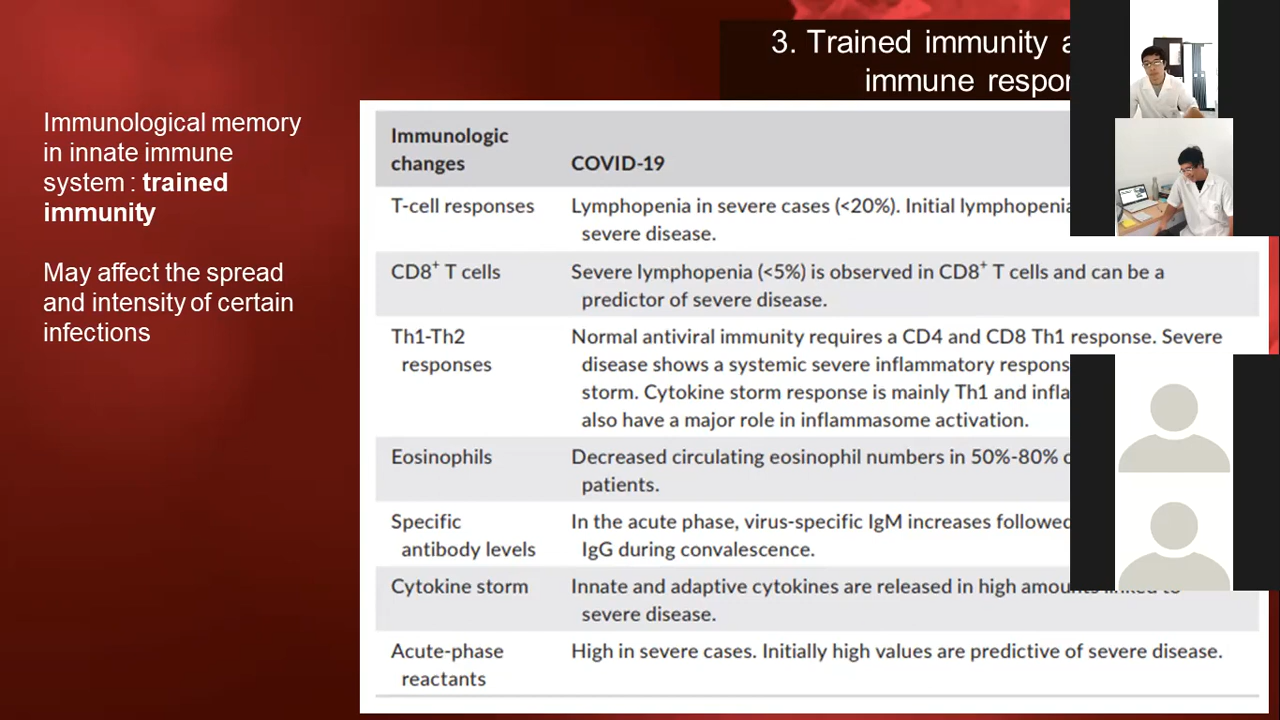 3. Trained immunity
immune
Immunological memory
in innate immune
system : trained
immunity
May affect the spread
and intensity of certain
infections
Immunologic
changes
COVID-19
T-cell responses
Lymphopenia in severe cases (<20%). Initial lymphopenia
severe disease.
CD8+ T cells
Severe lymphopenia (<5%) is observed in CD8+ T cells and can be a
predictor of severe disease.
Th1-Th2
responses
Normal antiviral immunity requires a CD4 and CD8 Th1 response. Severe
disease shows a systemic severe inflammatory
storm. Cytokine storm response is mainly Th1 and
also have a major role in inflammasome activation.
Eosinophils
Decreased circulating eosinophil numbers in 50%-80%
patients.
Specific
antibody levels
In the acute phase, virus-specific IgM increases followed
IgG during convalescence.
Cytokine storm
Innate and adaptive cytokines are released in high amounts linked to
severe disease.
Acute-phase
reactants
High in severe cases. Initially high values are predictive of severe disease.